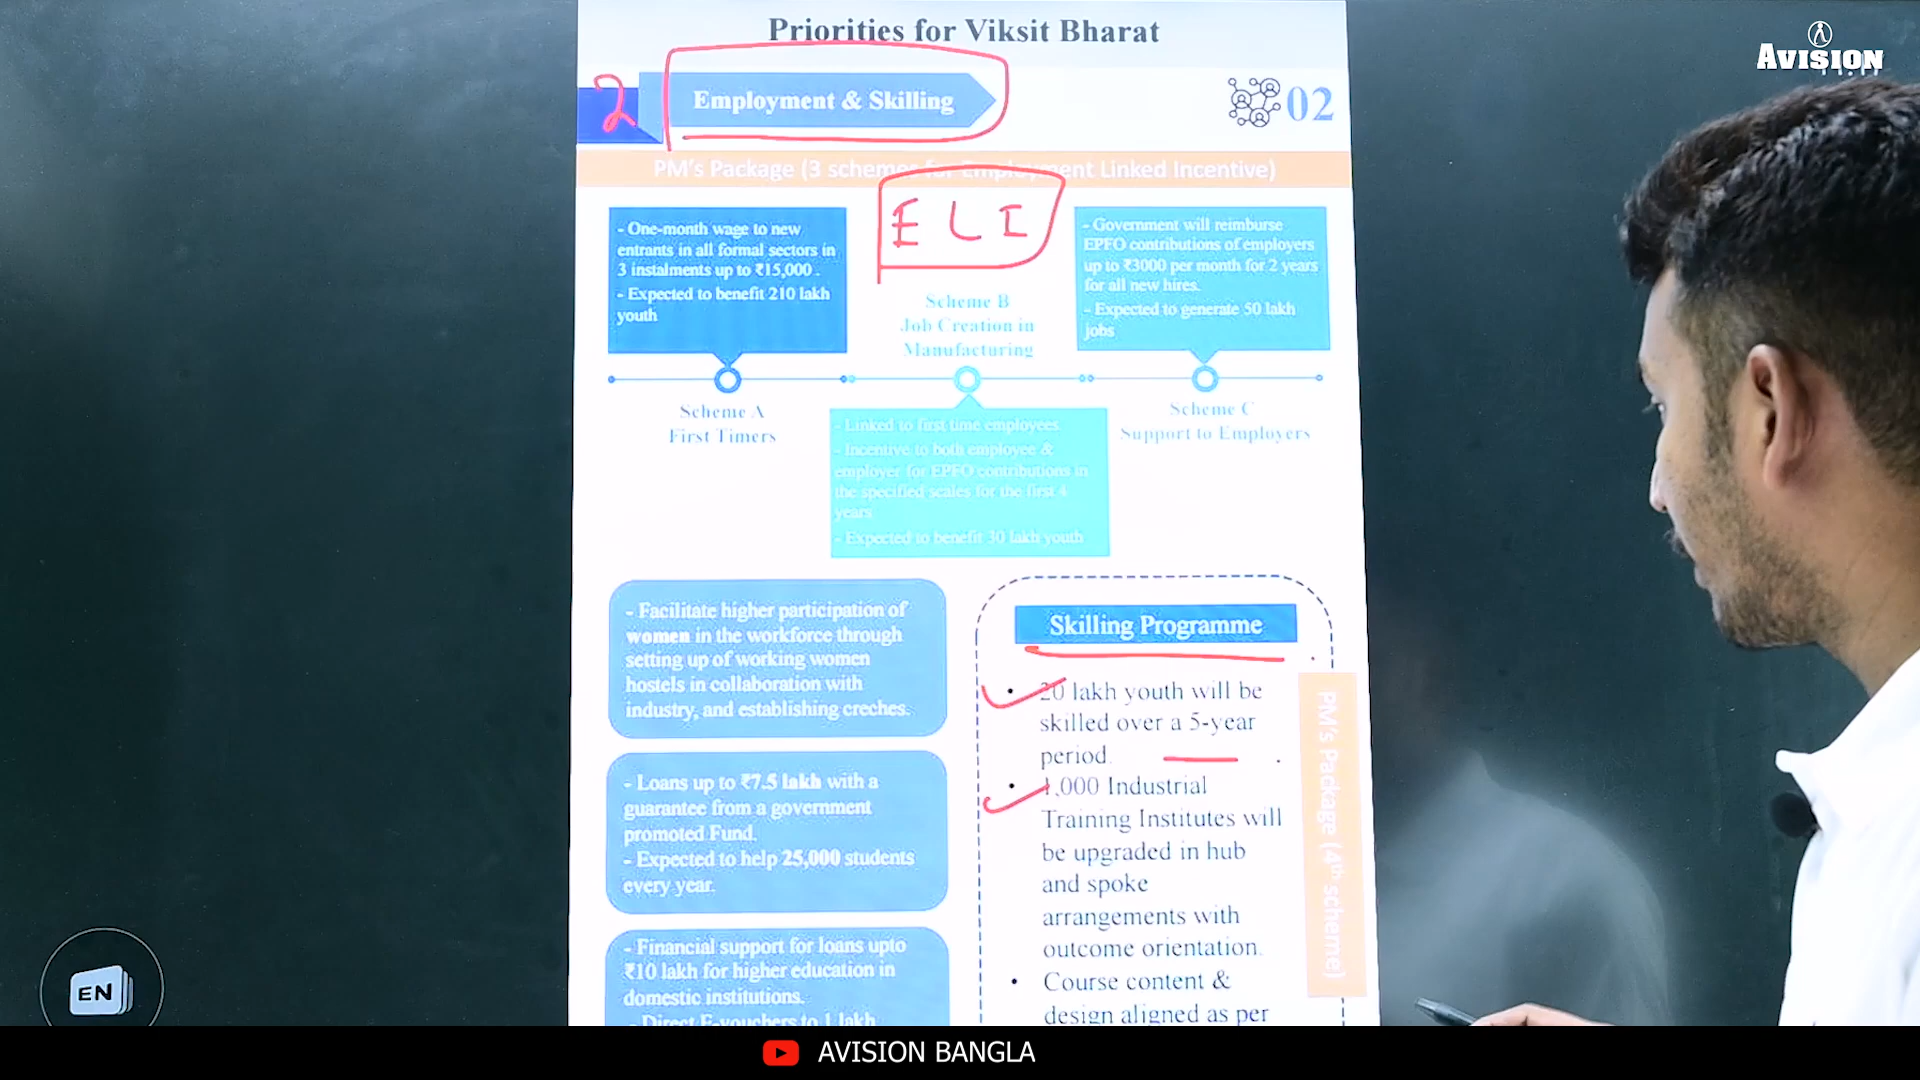 Priorities for Viksit Bharat
AVISION
2
Employment & Skilling
02
PM's Package (3 schemes for Employment Linked Incentive)
ELI
- One-month wage to new
entrants in all formal sectors in
3 instalments up to ₹15,000 .
- Expected to benefit 210 lakh
youth
- Government will reimburse
EPFO contributions of employers
up to ₹3000 per month for 2 years
for all new hires.
- Expected to generate 50 lakh
jobs
Scheme B
Job Creation in
Manufacturing
Scheme A
First Timers
Scheme C
Support to Employers
- Linked to first time employees.
- Incentive to both employee &
employer for EPFO contributions in
the specified scales for the first 4
years
- Expected to benefit 30 lakh youth
- Facilitate higher participation of
women in the workforce through
setting up of working women
hostels in collaboration with
industry, and establishing creches.
- Loans up to ₹7.5 lakh with a
guarantee from a government
promoted Fund.
- Expected to help 25,000 students
every year.
- Financial support for loans upto
₹10 lakh for higher education in
domestic institutions.
- Direct E-vouchers to 1 lakh
Skilling Programme
• 20 lakh youth will be
skilled over a 5-year
period.
• 1,000 Industrial
Training Institutes will
be upgraded in hub
and spoke
arrangements with
outcome orientation.
• Course content &
design aligned as per
PM's Package (4th scheme)
EN
AVISION BANGLA